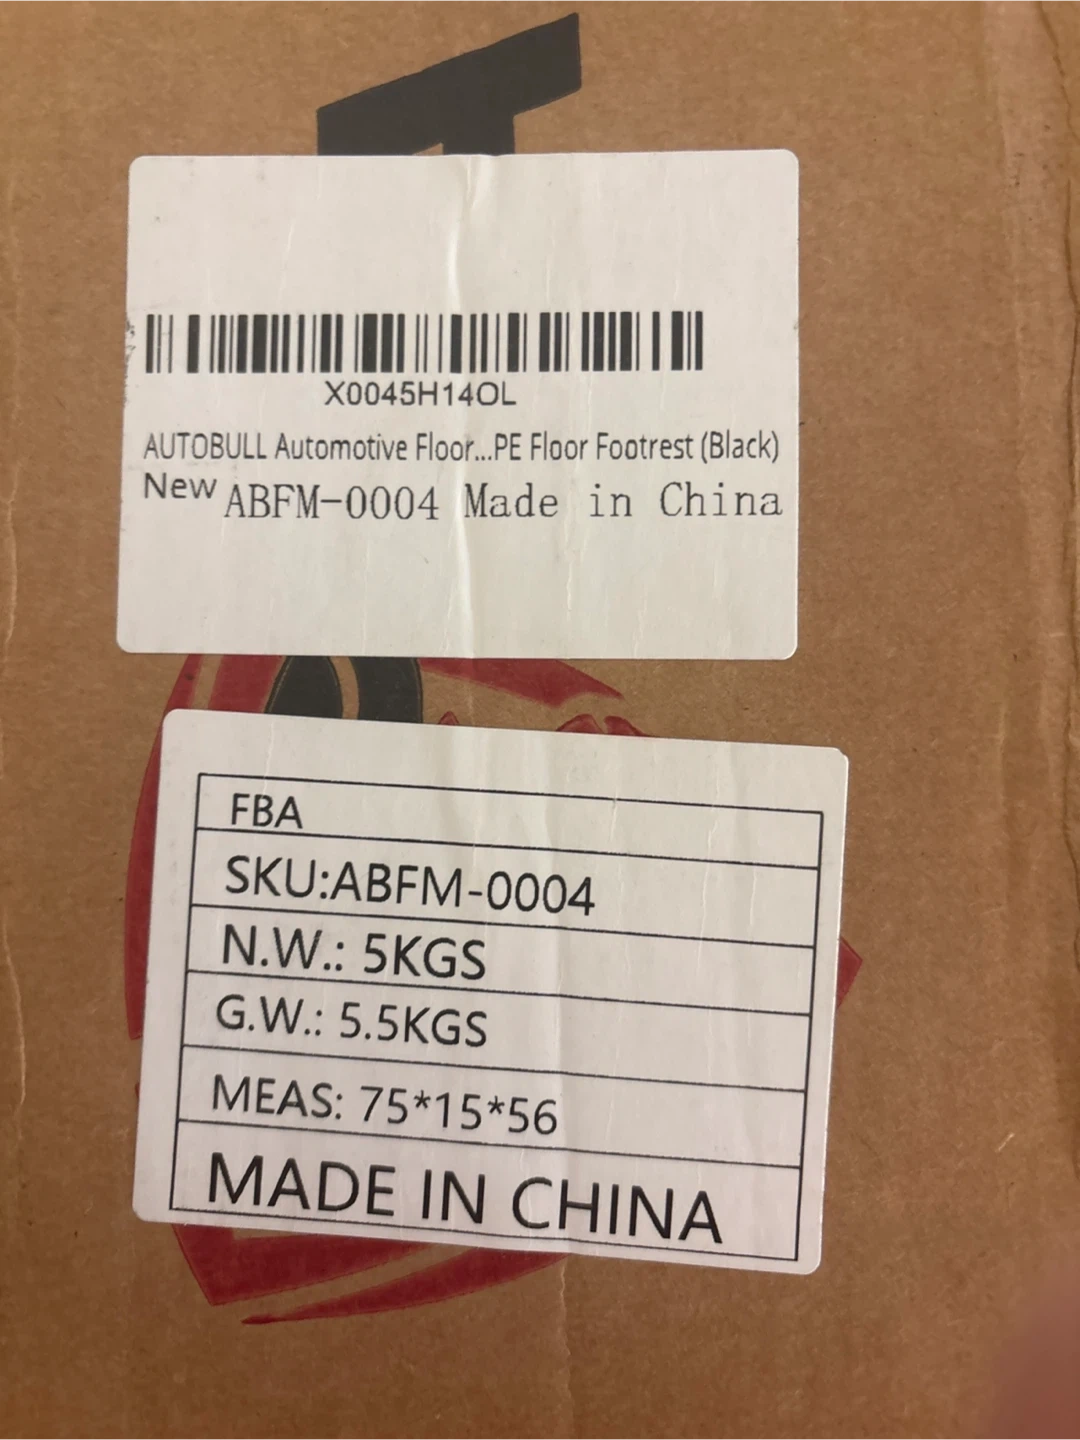 X0045H14OL
AUTOBULL Automotive Floor...PE Floor Footrest (Black)
New ABFM-0004 Made in China
FBA
SKU:ABFM-0004
N.W.: 5KGS
G.W.: 5.5KGS
MEAS: 75*15*56
MADE IN CHINA